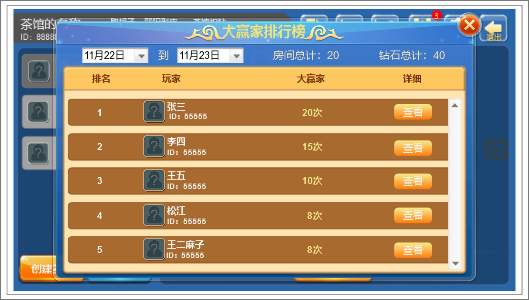 茶馆的名称
ID: 88888
3
大赢家排行榜
退出
11月22日 到 11月23日 房间总计：20 钻石总计：40
排名 玩家 大赢家 详细
1 张三 20次 查看
ID：55555
2 李四 15次 查看
ID：55555
3 王五 10次 查看
ID：55555
4 松江 8次 查看
ID：55555
5 王二麻子 8次 查看
ID：55555
创建